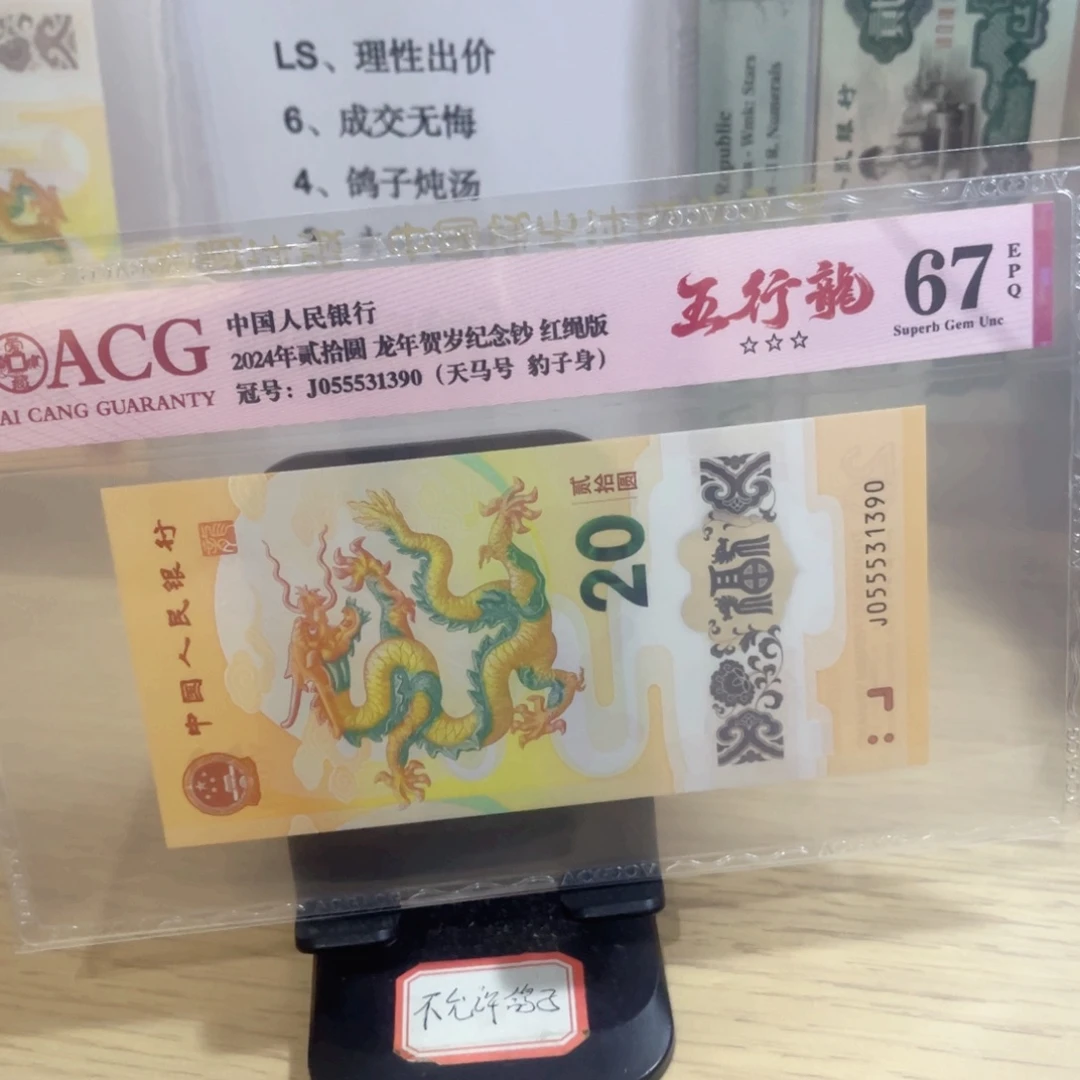 LS、理性出价
6、成交无悔
4、鸽子炖汤
ACG
AI CANG GUARANTY
中国人民银行
2024年贰拾圆 龙年贺岁纪念钞 红绳版
冠号：J055531390（天马号 豹子身）
五行龍
☆☆☆
67
EPQ
Superb Gem Unc
中国人民银行
贰拾圆
20
福
J055531390
不允许鸽子